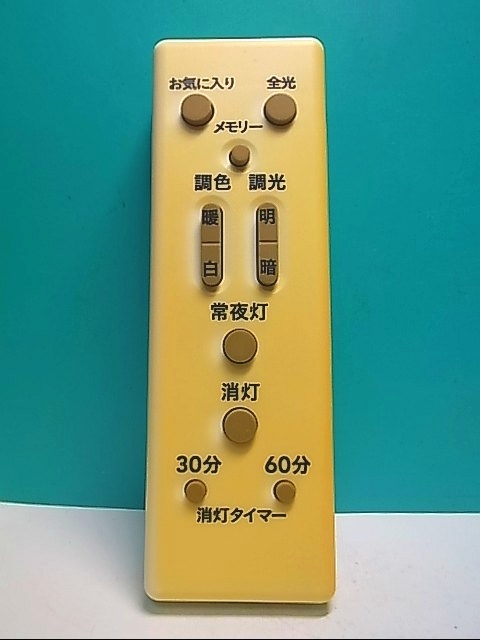 お気に入り 全光
メモリー
調色 調光
暖 明
白 暗
常夜灯
消灯
30分 60分
消灯タイマー